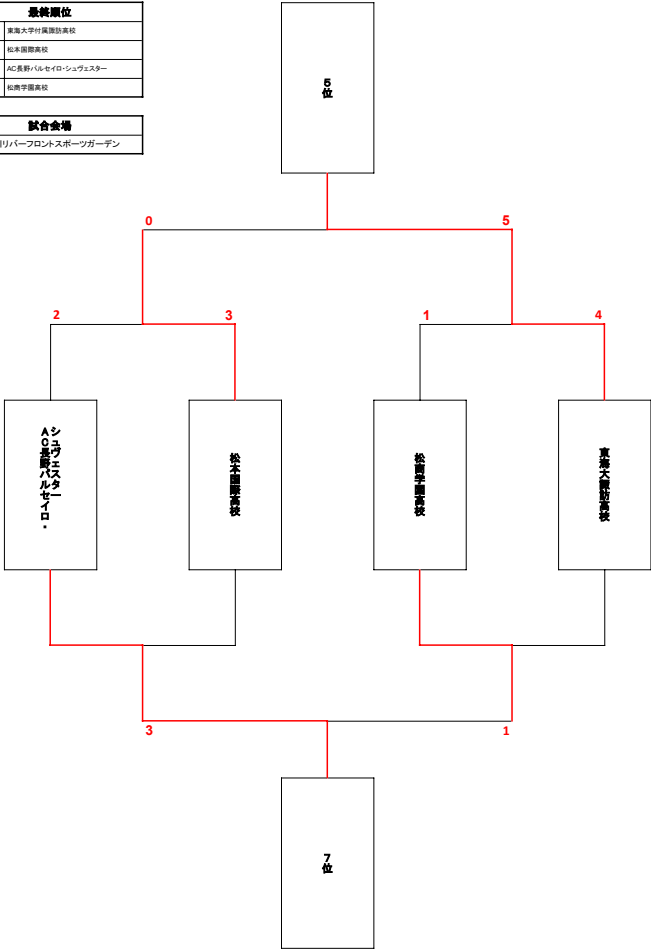 最終順位
東海大学付属諏訪高校
松本国際高校
AC長野パルセイロ・シュヴェスター
松商学園高校
試合会場
リバーフロントスポーツガーデン
5位
0
5
2
3
1
4
AC長野パルセイロ・
シュヴェスター
松本国際高校
松商学園高校
東海大諏訪高校
3
1
7位